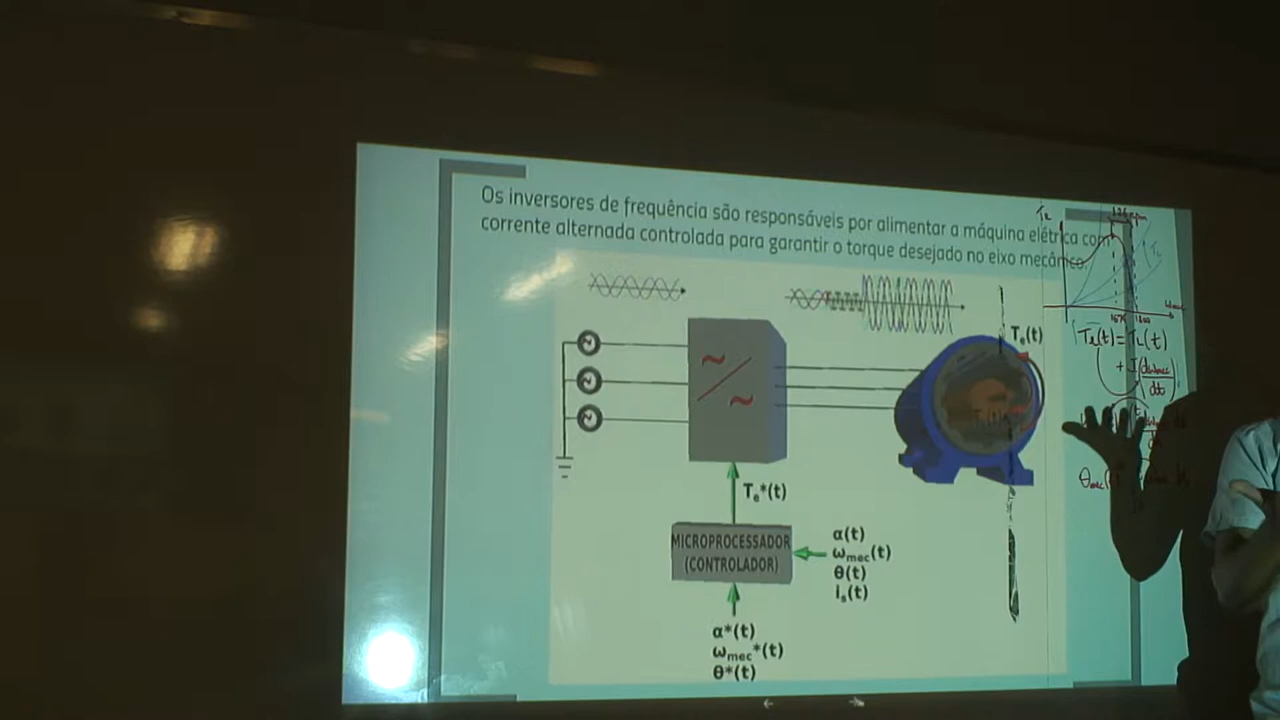 Os inversores de frequência são responsáveis por alimentar a máquina elétrica com
corrente alternada controlada para garantir o torque desejado no eixo mecânico.
Te(t)
Te*(t)
MICROPROCESSADOR
(CONTROLADOR)
α(t)
ωmec(t)
θ(t)
is(t)
α*(t)
ωmec*(t)
θ*(t)
Te(t) = TL(t)